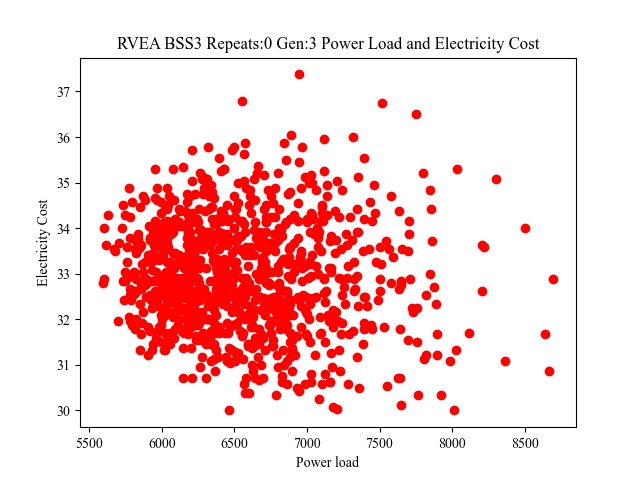 RVEA BSS3 Repeats:0 Gen:3 Power Load and Electricity Cost
37
36
35
34
33
32
31
30
Electricity Cost
5500 6000 6500 7000 7500 8000 8500
Power load